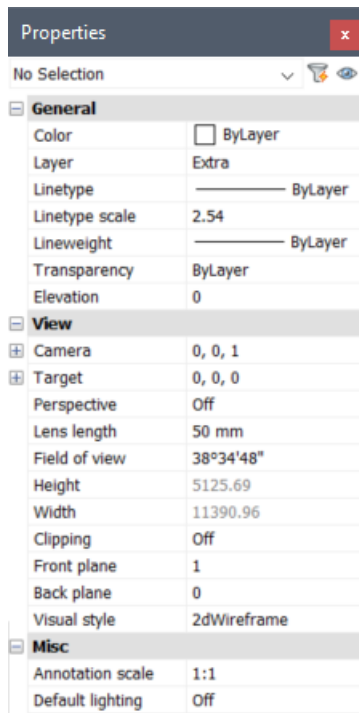 Properties x
No Selection
General
Color ByLayer
Layer Extra
Linetype ByLayer
Linetype scale 2.54
Lineweight ByLayer
Transparency ByLayer
Elevation 0
View
Camera 0, 0, 1
Target 0, 0, 0
Perspective Off
Lens length 50 mm
Field of view 38°34'48"
Height 5125.69
Width 11390.96
Clipping Off
Front plane 1
Back plane 0
Visual style 2dWireframe
Misc
Annotation scale 1:1
Default lighting Off